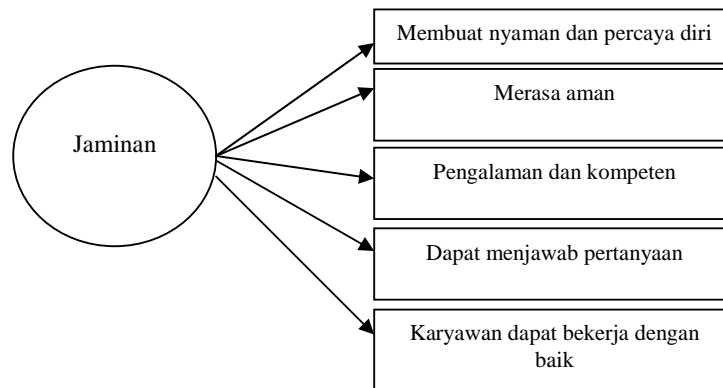 Jaminan
Membuat nyaman dan percaya diri
Merasa aman
Pengalaman dan kompeten
Dapat menjawab pertanyaan
Karyawan dapat bekerja dengan
baik